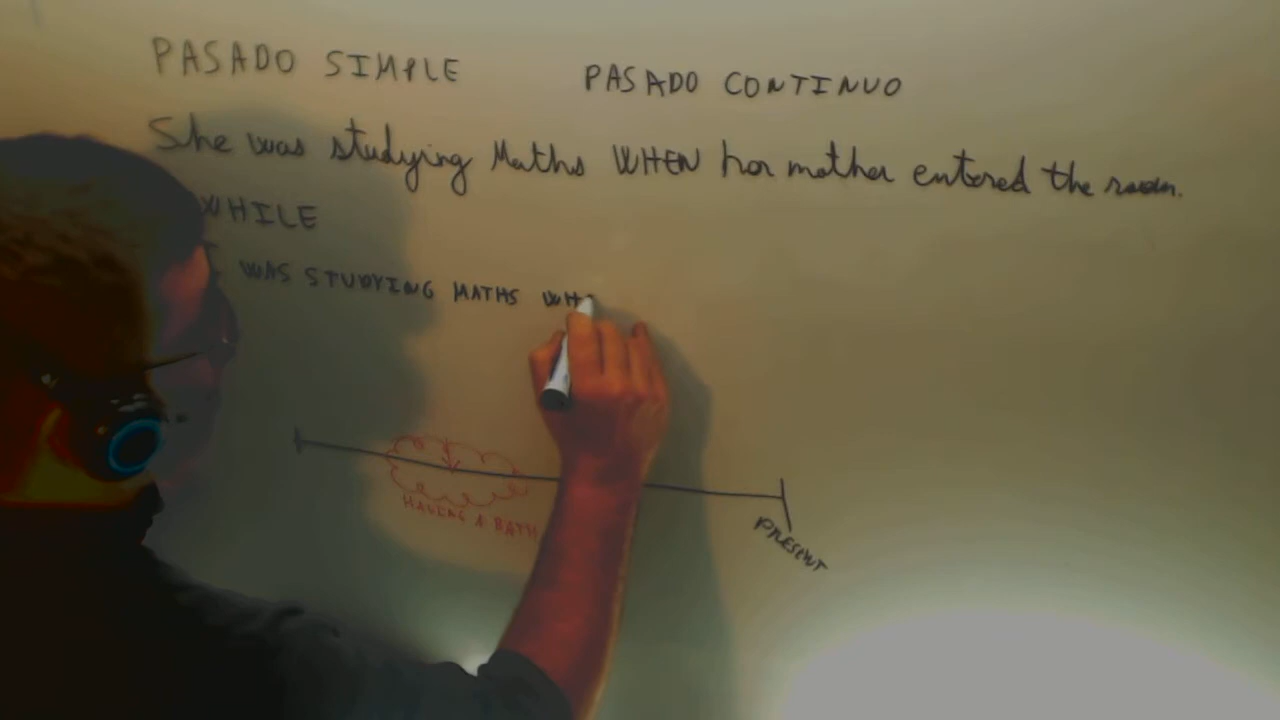 PASADO SIMPLE PASADO CONTINUO
She was studying Maths WHEN her mother entered the room.
WHILE
WAS STUDYING MATHS WH
HAVING A BATH
PRESENT